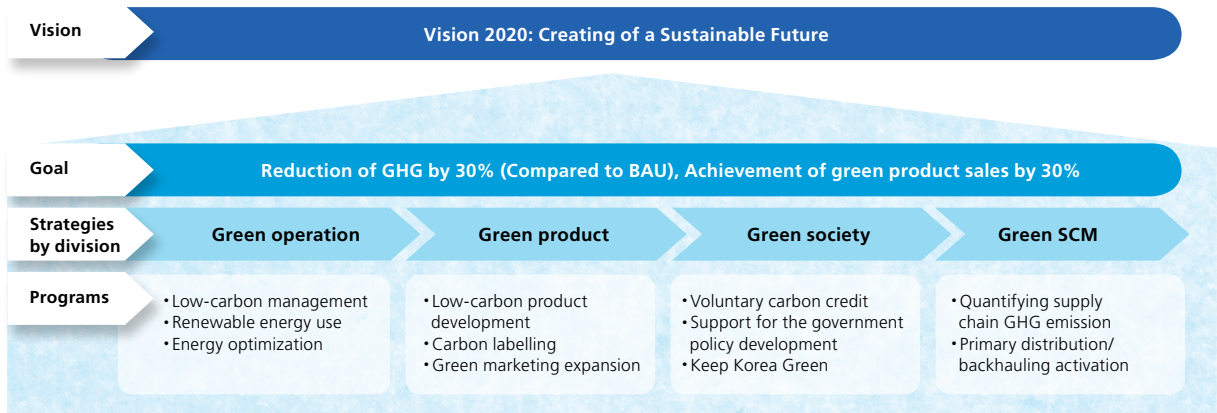 Vision
Vision 2020: Creating of a Sustainable Future
Goal
Reduction of GHG by 30% (Compared to BAU), Achievement of green product sales by 30%
Strategies
by division
Green operation
Green product
Green society
Green SCM
Programs
• Low-carbon management
• Renewable energy use
• Energy optimization
• Low-carbon product
development
• Carbon labelling
• Green marketing expansion
• Voluntary carbon credit
• Support for the government
policy development
• Keep Korea Green
• Quantifying supply
chain GHG emission
• Primary distribution/
backhauling activation